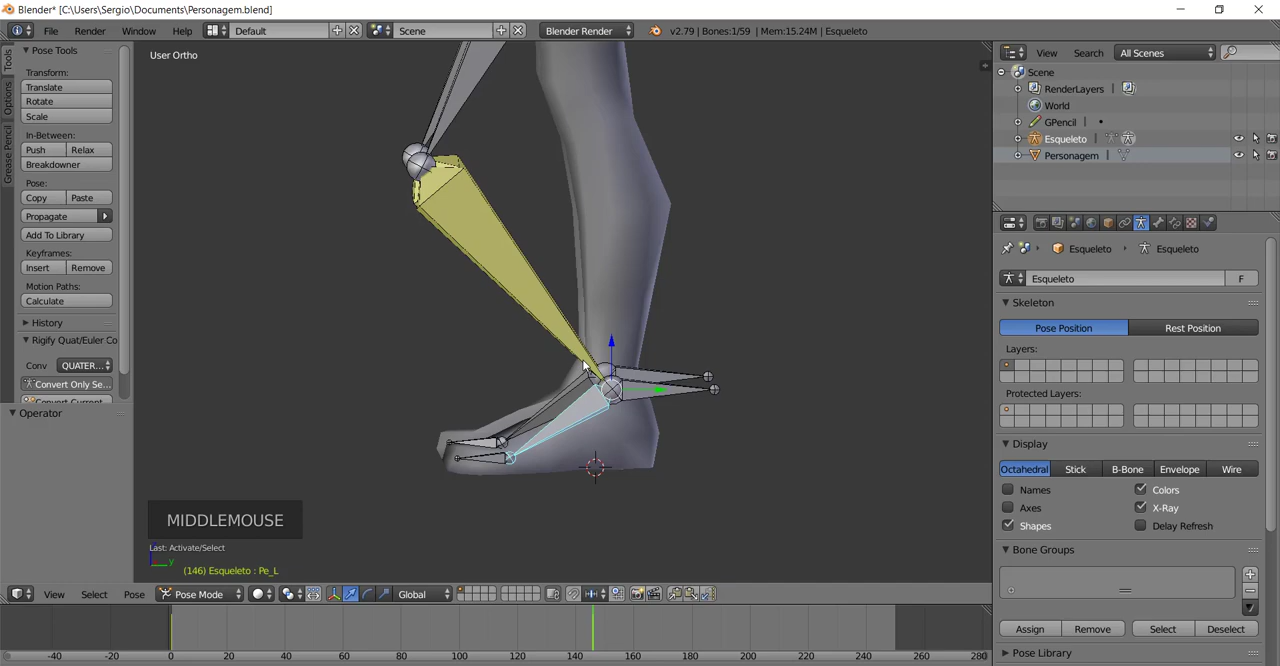 Blender* [C:\Users\Sergio\Documents\Personagem.blend]
File Render Window Help Default Scene Blender Render v2.79 | Bones:1/59 | Mem:15.24M | Esqueleto
Tools
Options
Grease Pencil
Pose Tools
Transform:
Translate
Rotate
Scale
In-Between:
Push Relax
Breakdowner
Pose:
Copy Paste
Propagate
Add To Library
Keyframes:
Insert Remove
Motion Paths:
Calculate
History
Rigify Quat/Euler Co
Conv QUATER...
Convert Only Se...
Convert Current
Operator
User Ortho
MIDDLEMOUSE
Last: Activate/Select
y
(146) Esqueleto : Pe_L
View Select Pose Pose Mode Global
-40 -20 0 20 40 60 80 100 120 140 160 180 200 220 240 260 280
View Search All Scenes
Scene
RenderLayers
World
GPencil
Esqueleto
Personagem
Esqueleto Esqueleto
Esqueleto F
Skeleton
Pose Position Rest Position
Layers:
Protected Layers:
Display
Octahedral Stick B-Bone Envelope Wire
Names Colors
Axes X-Ray
Shapes Delay Refresh
Bone Groups
Assign Remove Select Deselect
Pose Library